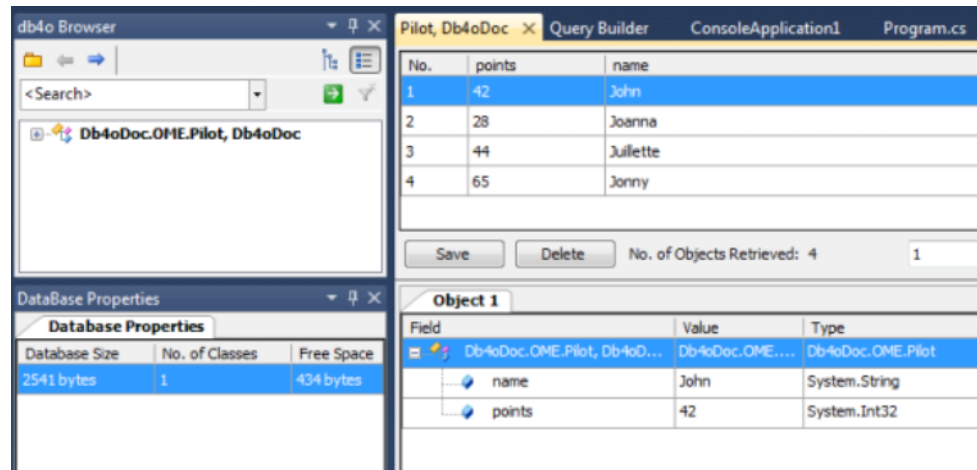 db4o Browser
<Search>
Db4oDoc.OME.Pilot, Db4oDoc
DataBase Properties
Database Properties
Database Size No. of Classes Free Space
2541 bytes 1 434 bytes
Pilot, Db4oDoc Query Builder ConsoleApplication1 Program.cs
No. points name
1 42 John
2 28 Joanna
3 44 Juillette
4 65 Jonny
Save Delete No. of Objects Retrieved: 4 1
Object 1
Field Value Type
Db4oDoc.OME.Pilot, Db4oD... Db4oDoc.OME.... Db4oDoc.OME.Pilot
name John System.String
points 42 System.Int32